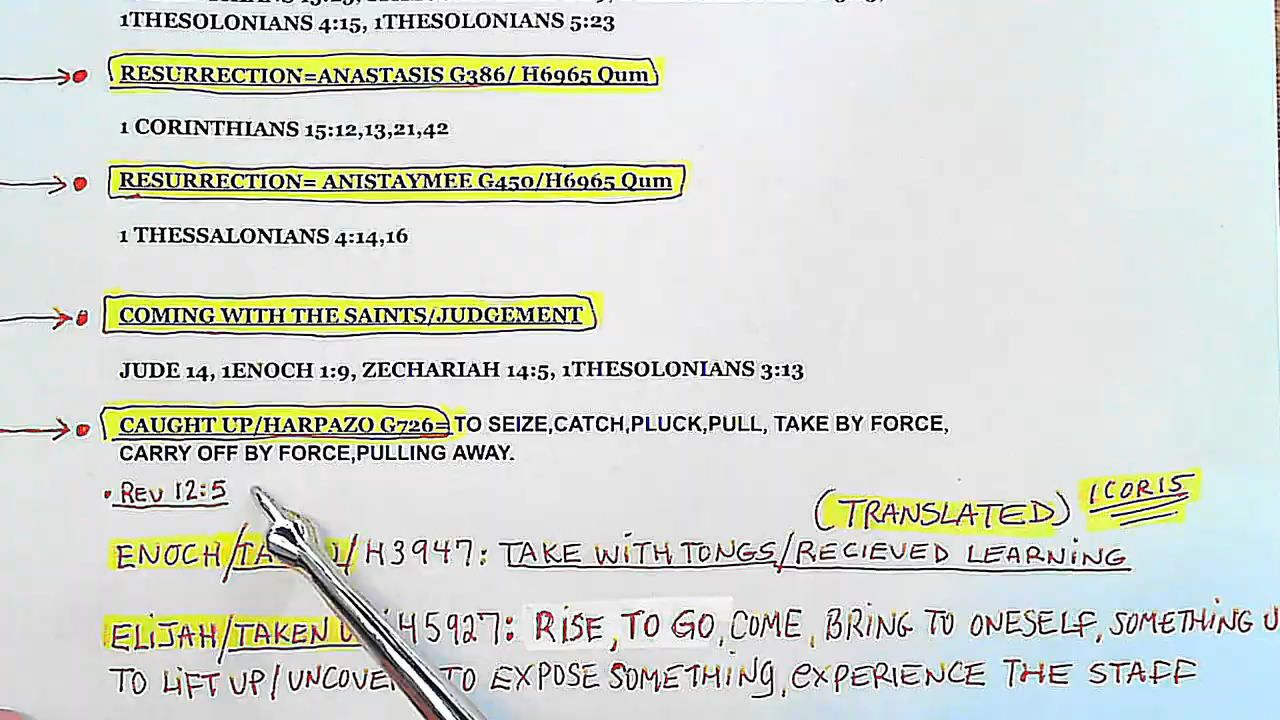 1THESOLONIANS 4:15, 1THESOLONIANS 5:23
RESURRECTION=ANASTASIS G386/ H6965 Qum
1 CORINTHIANS 15:12,13,21,42
RESURRECTION= ANISTAYMEE G450/H6965 Qum
1 THESSALONIANS 4:14,16
COMING WITH THE SAINTS/JUDGEMENT
JUDE 14, 1ENOCH 1:9, ZECHARIAH 14:5, 1THESOLONIANS 3:13
CAUGHT UP/HARPAZO G726= TO SEIZE,CATCH,PLUCK,PULL, TAKE BY FORCE,
CARRY OFF BY FORCE,PULLING AWAY.
• REV 12:5
(TRANSLATED) 1COR15
ENOCH/ /H3947: TAKE WITH TONGS/RECIEVED LEARNING
ELIJAH/TAKEN H5927: RISE, TO GO, COME, BRING TO ONESELF, SOMETHING
TO LIFT UP/ TO EXPOSE SOMETHING, EXPERIENCE THE STAFF